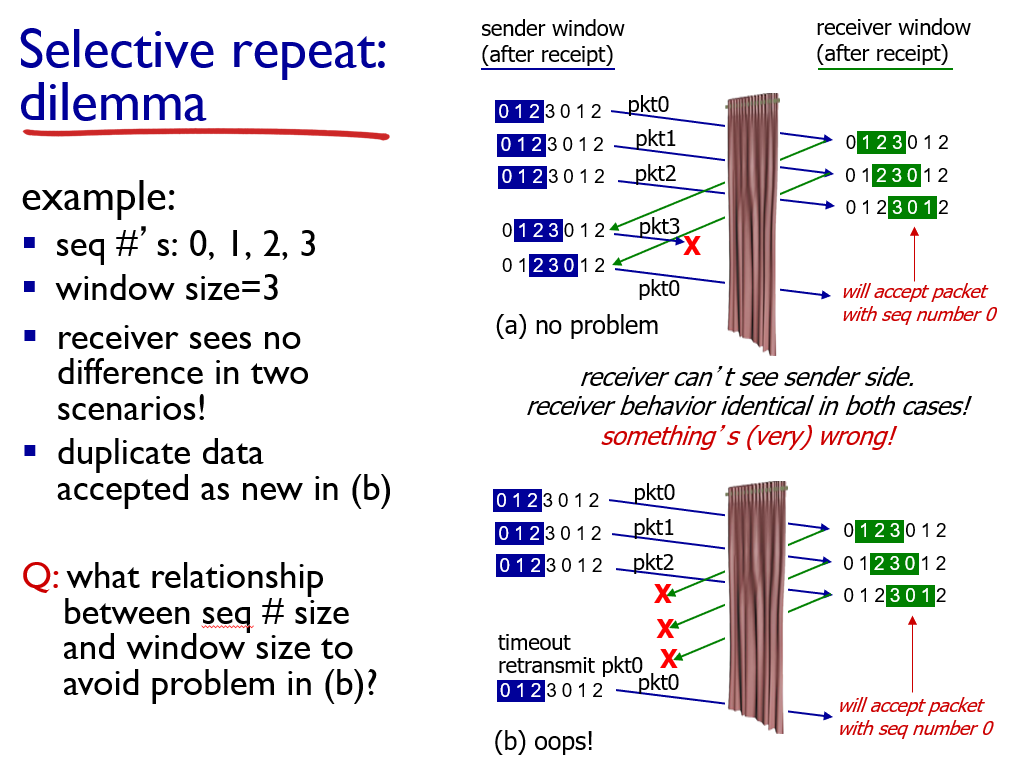 Selective repeat:
dilemma
example:
▪ seq #’s: 0, 1, 2, 3
▪ window size=3
▪ receiver sees no
difference in two
scenarios!
▪ duplicate data
accepted as new in (b)
Q: what relationship
between seq # size
and window size to
avoid problem in (b)?
sender window
(after receipt)
receiver window
(after receipt)
0 1 2 3 0 1 2
pkt0
0 1 2 3 0 1 2
pkt1
0 1 2 3 0 1 2
0 1 2 3 0 1 2
pkt2
0 1 2 3 0 1 2
0 1 2 3 0 1 2
0 1 2 3 0 1 2
pkt3
X
0 1 2 3 0 1 2
pkt0
will accept packet
with seq number 0
(a) no problem
receiver can’t see sender side.
receiver behavior identical in both cases!
something’s (very) wrong!
0 1 2 3 0 1 2
pkt0
0 1 2 3 0 1 2
pkt1
0 1 2 3 0 1 2
0 1 2 3 0 1 2
pkt2
0 1 2 3 0 1 2
X
0 1 2 3 0 1 2
X
X
timeout
retransmit pkt0
0 1 2 3 0 1 2
pkt0
will accept packet
with seq number 0
(b) oops!